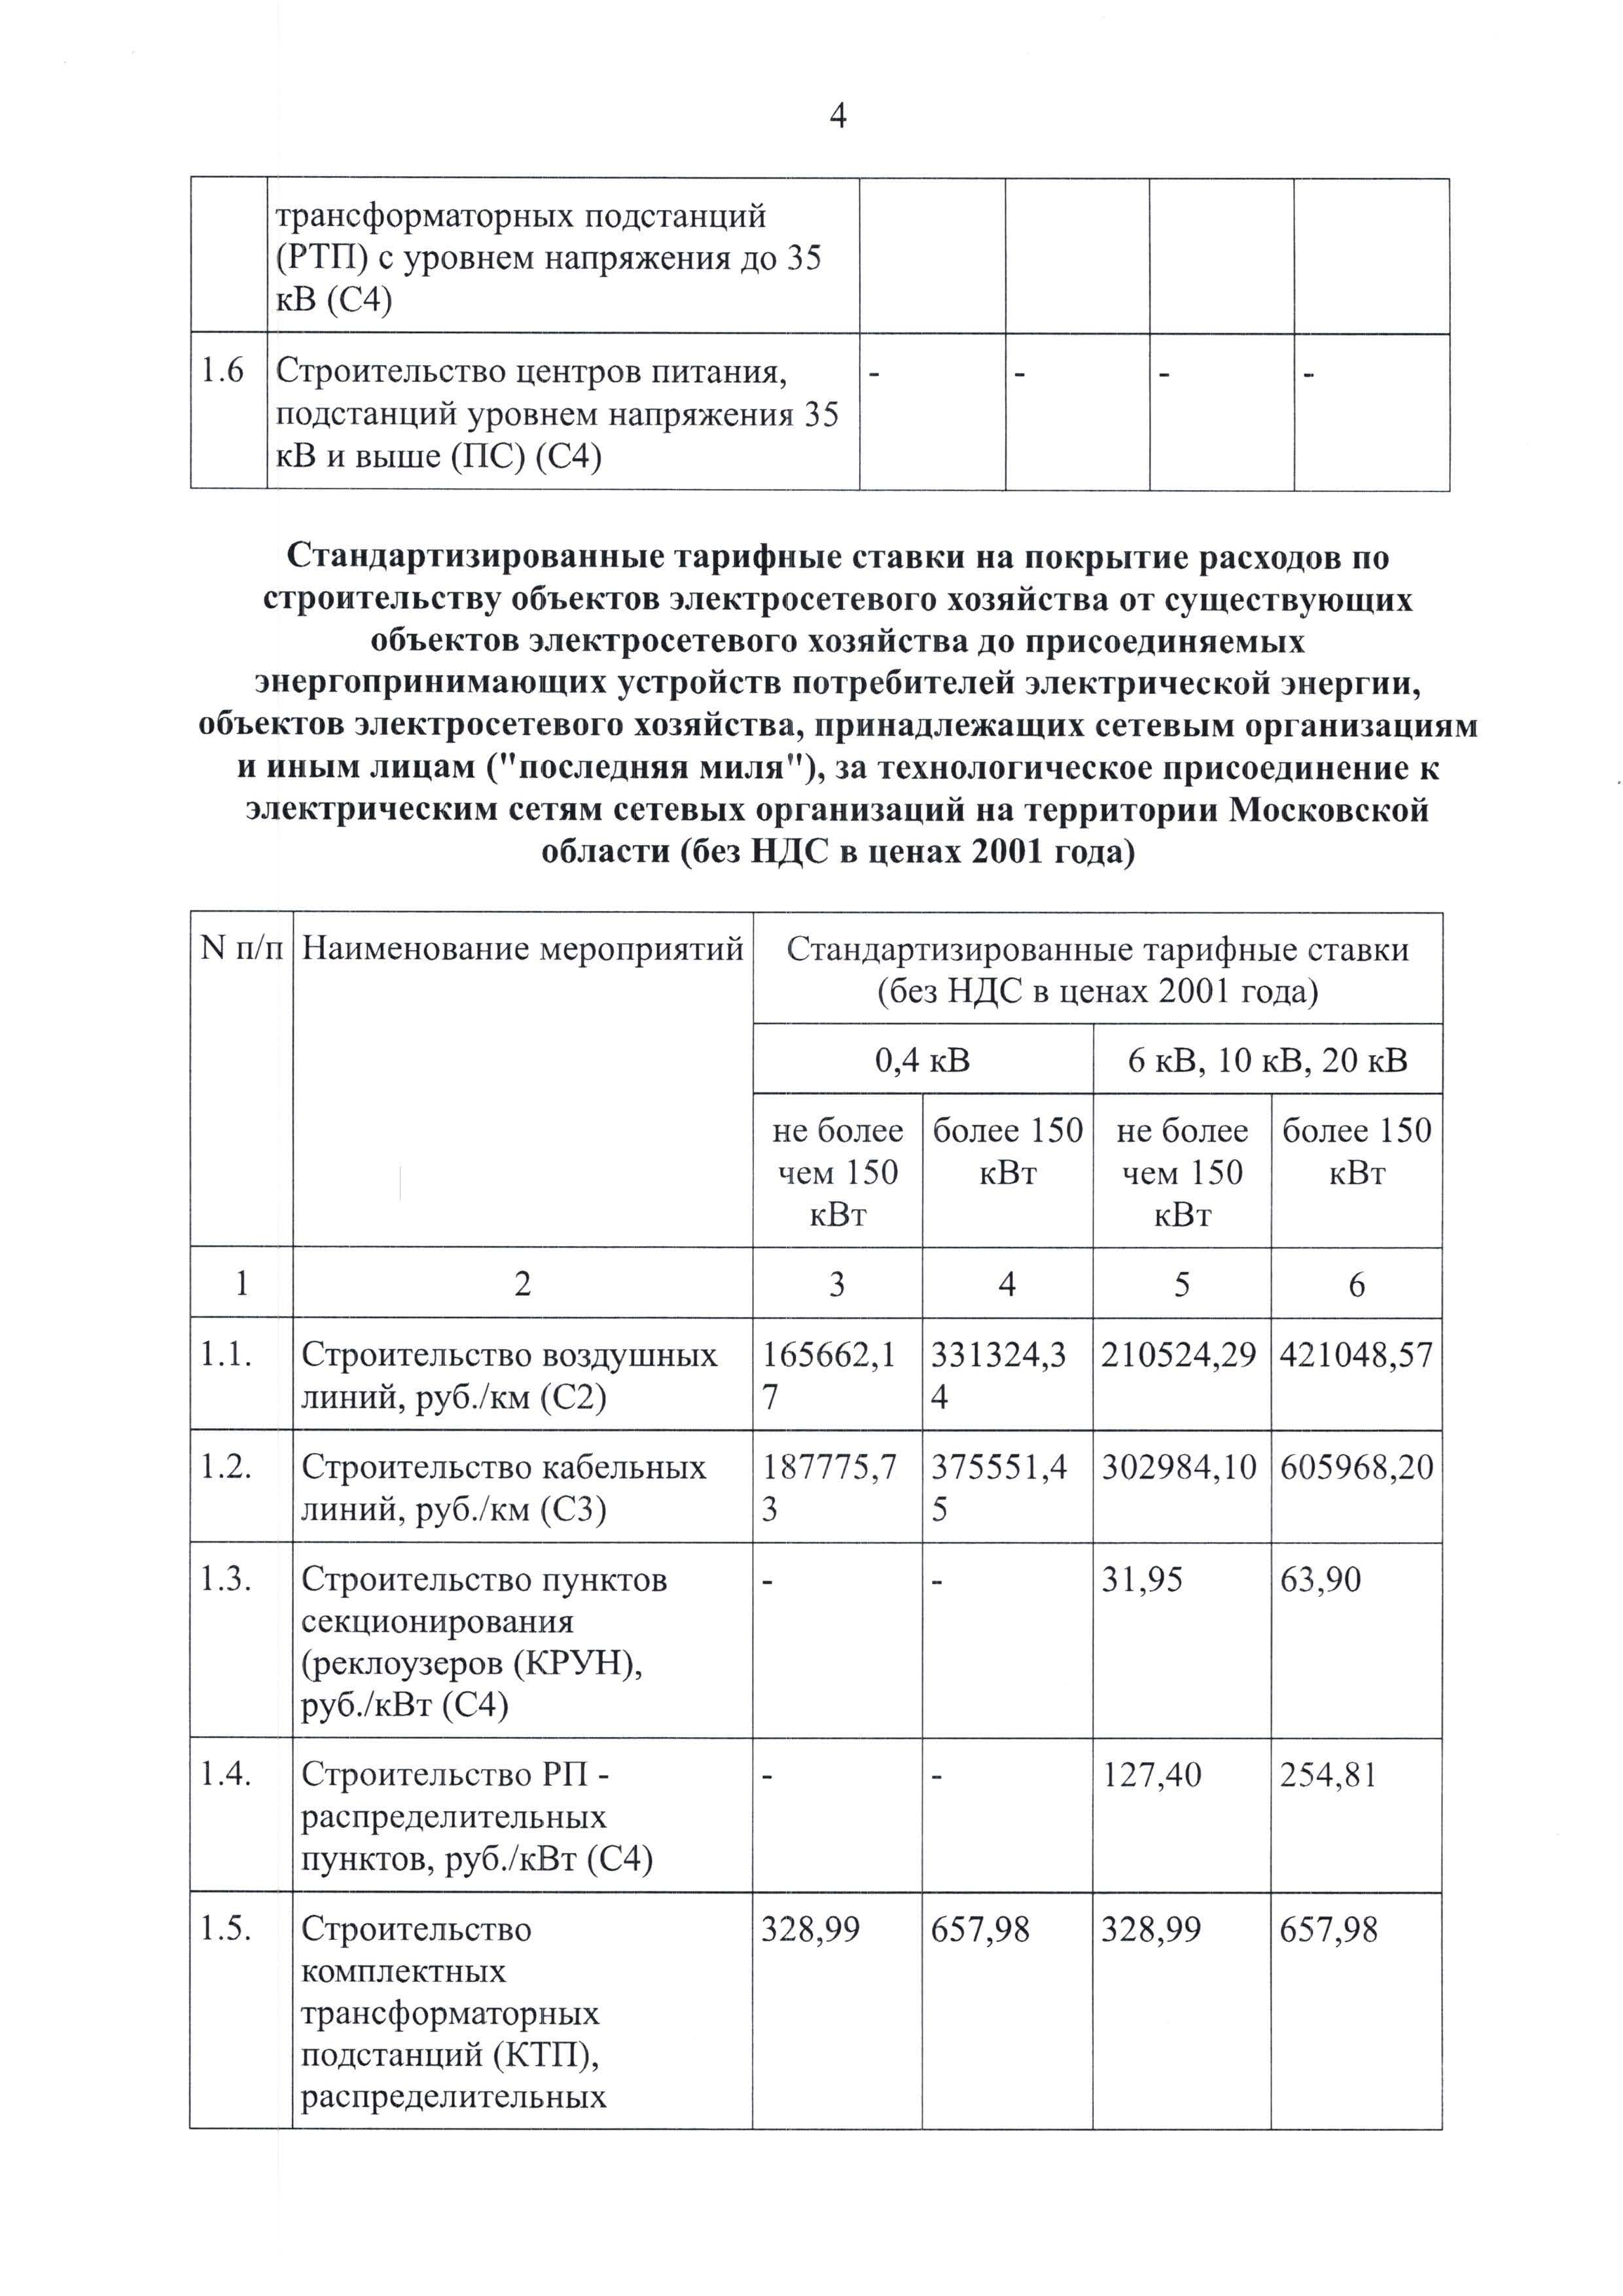 4
трансформаторных подстанций
(РТП) с уровнем напряжения до 35
кВ (С4)
1.6 Строительство центров питания, - - - -
подстанций уровнем напряжения 35
кВ и выше (ПС) (С4)
Стандартизированные тарифные ставки на покрытие расходов по
строительству объектов электросетевого хозяйства от существующих
объектов электросетевого хозяйства до присоединяемых
энергопринимающих устройств потребителей электрической энергии,
объектов электросетевого хозяйства, принадлежащих сетевым организациям
и иным лицам ("последняя миля"), за технологическое присоединение к
электрическим сетям сетевых организаций на территории Московской
области (без НДС в ценах 2001 года)
N п/п Наименование мероприятий Стандартизированные тарифные ставки
(без НДС в ценах 2001 года)
0,4 кВ 6 кВ, 10 кВ, 20 кВ
не более более 150 не более более 150
чем 150 кВт чем 150 кВт
кВт кВт
1 2 3 4 5 6
1.1. Строительство воздушных 165662,1 331324,3 210524,29 421048,57
линий, руб./км (С2) 7 4
1.2. Строительство кабельных 187775,7 375551,4 302984,10 605968,20
линий, руб./км (С3) 3 5
1.3. Строительство пунктов - - 31,95 63,90
секционирования
(реклоузеров (КРУН),
руб./кВт (С4)
1.4. Строительство РП - - - 127,40 254,81
распределительных
пунктов, руб./кВт (С4)
1.5. Строительство 328,99 657,98 328,99 657,98
комплектных
трансформаторных
подстанций (КТП),
распределительных